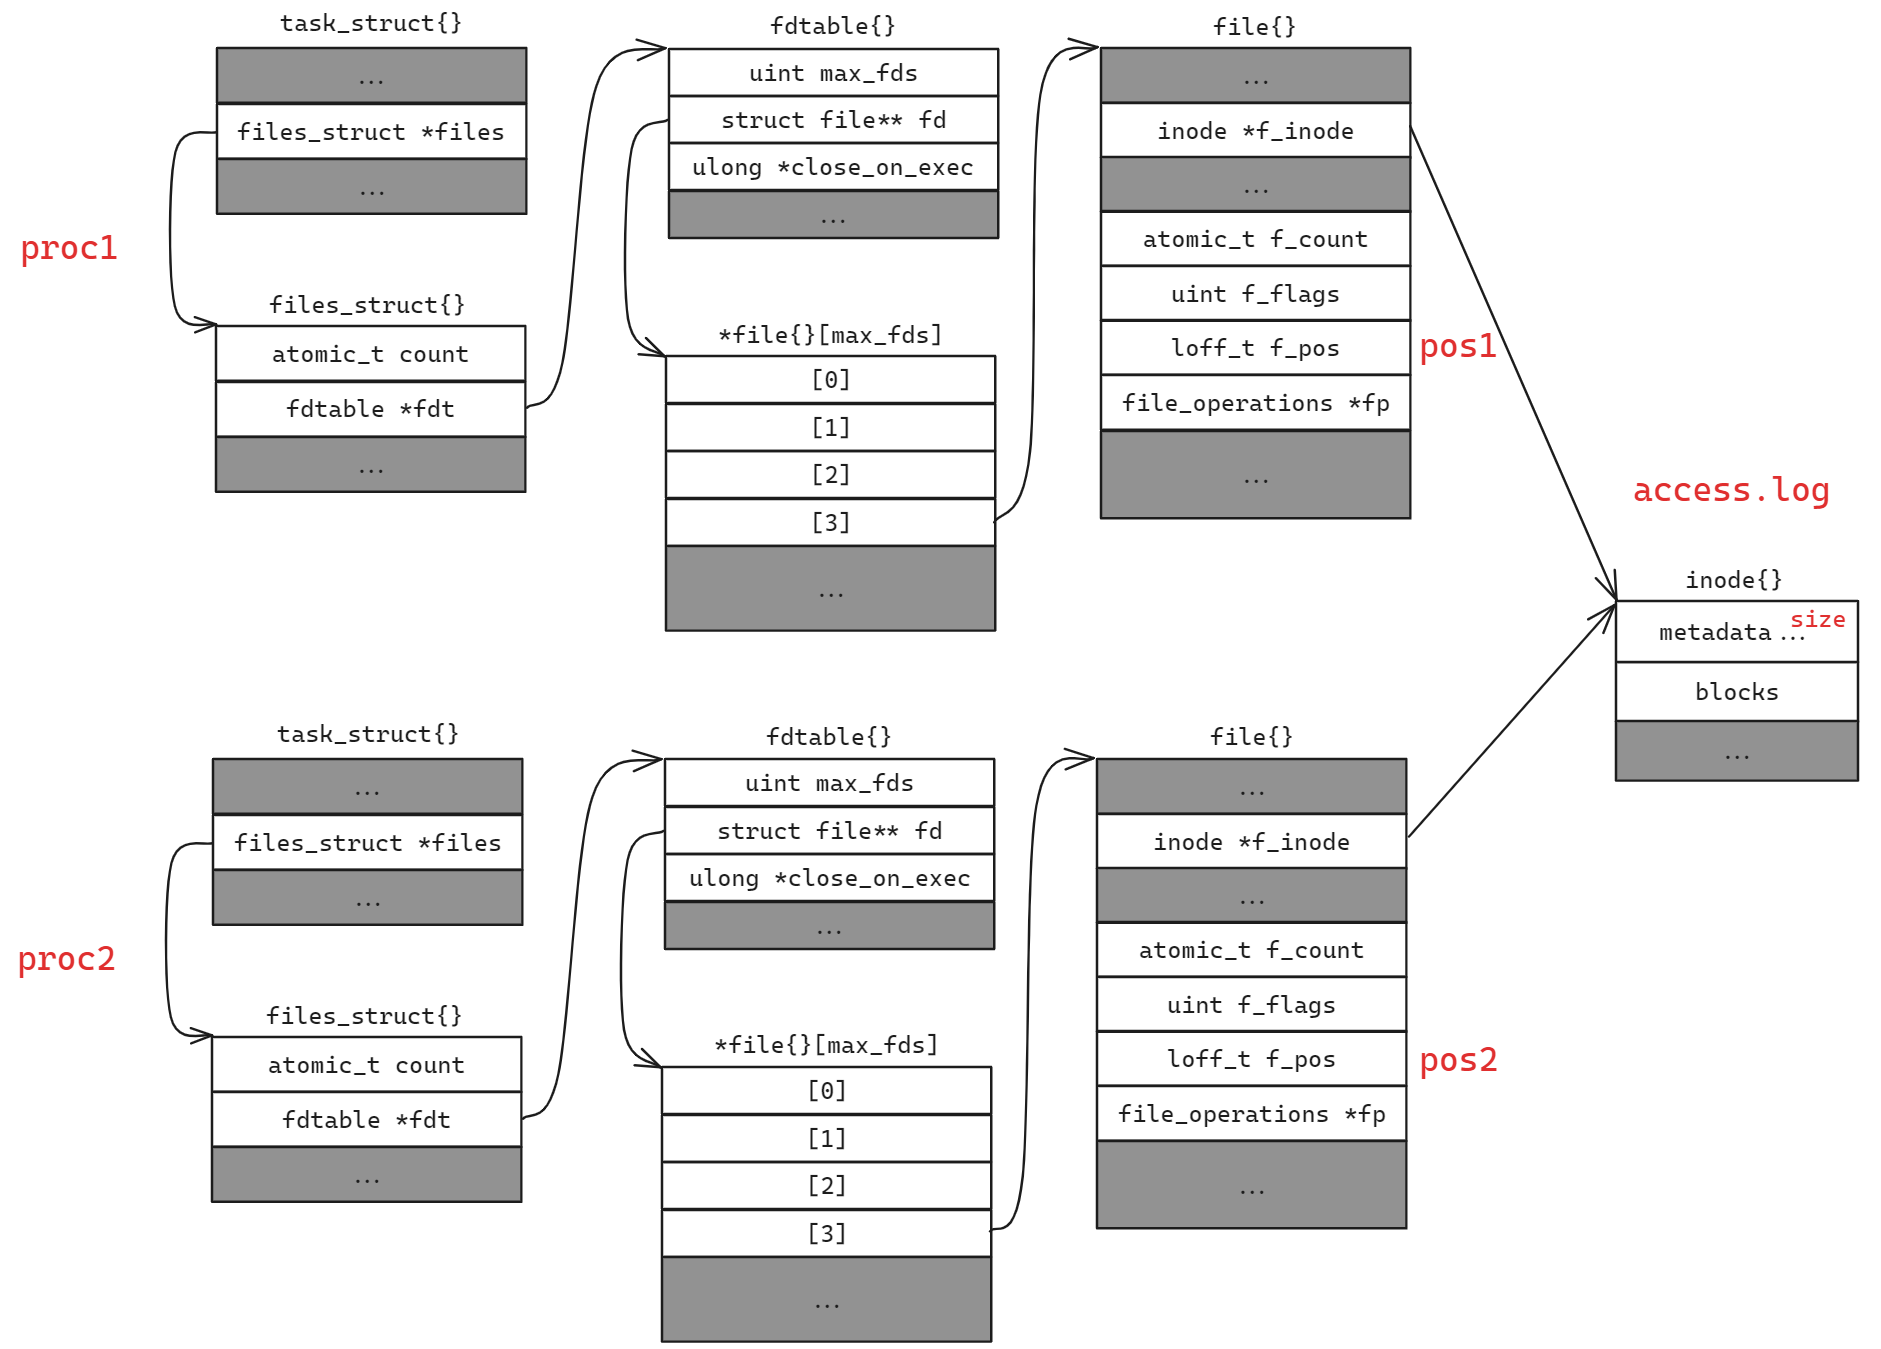 task_struct{}
...
files_struct *files
...
proc1
files_struct{}
atomic_t count
fdtable *fdt
...
fdtable{}
uint max_fds
struct file** fd
ulong *close_on_exec
...
*file{}[max_fds]
[0]
[1]
[2]
[3]
...
file{}
...
inode *f_inode
...
atomic_t f_count
uint f_flags
loff_t f_pos
pos1
file_operations *fp
...
access.log
inode{}
metadata ... size
blocks
...
task_struct{}
...
files_struct *files
...
proc2
files_struct{}
atomic_t count
fdtable *fdt
...
fdtable{}
uint max_fds
struct file** fd
ulong *close_on_exec
...
*file{}[max_fds]
[0]
[1]
[2]
[3]
...
file{}
...
inode *f_inode
...
atomic_t f_count
uint f_flags
loff_t f_pos
pos2
file_operations *fp
...